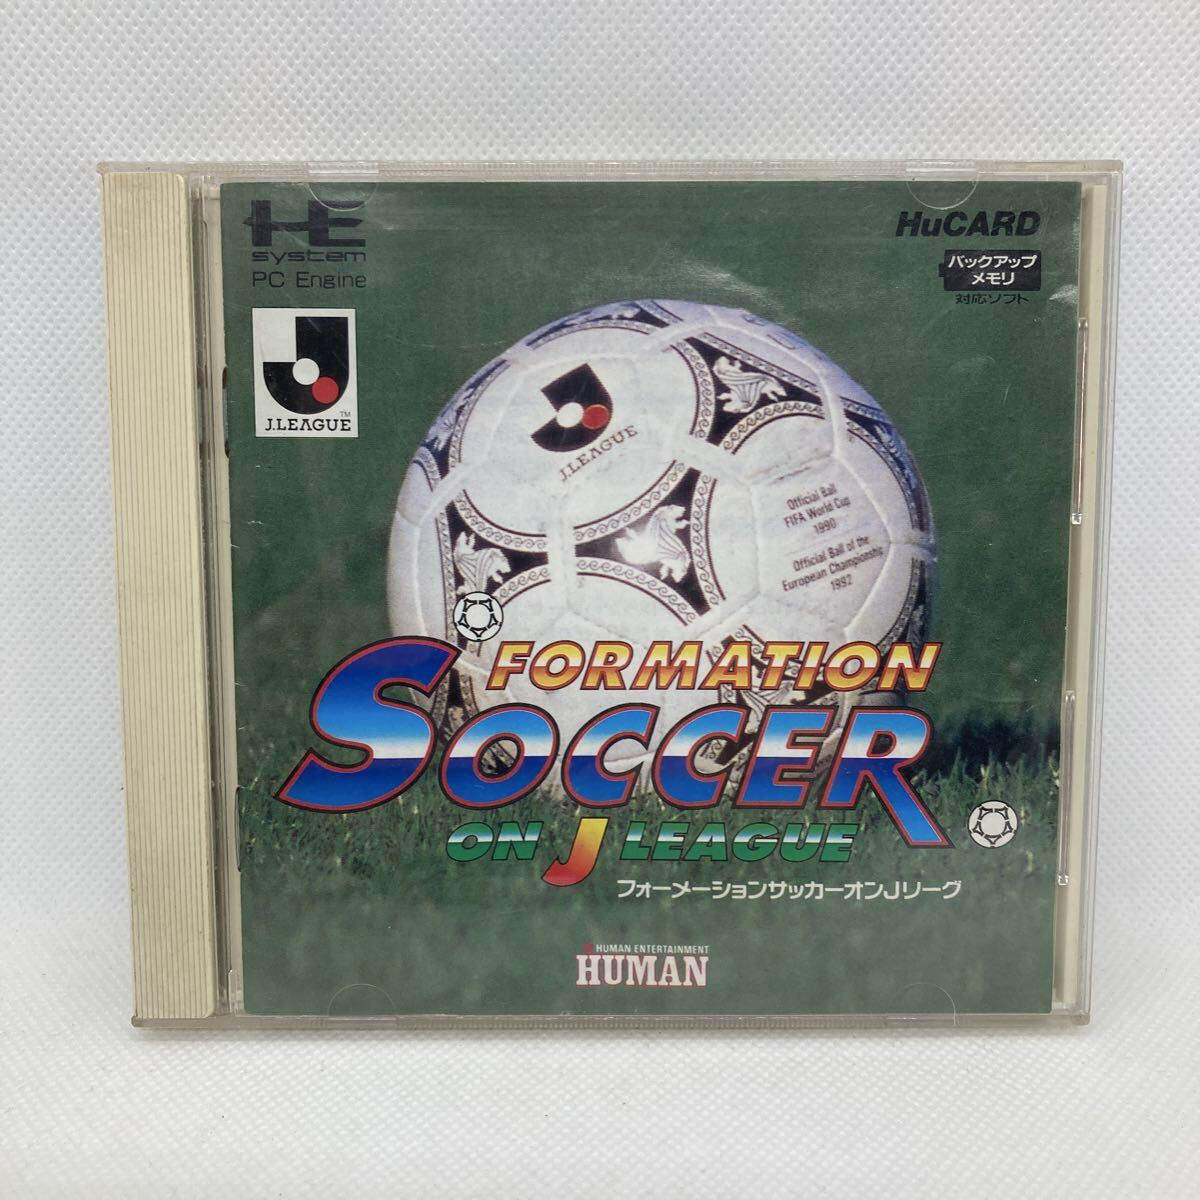 HE
system
PC Engine
HuCARD
バックアップ
メモリ
対応ソフト
J.LEAGUE™
J.LEAGUE
Official Ball
FIFA World Cup
1990
Official Ball of the
European Championship
1992
FORMATION
SOCCER
ON J LEAGUE
フォーメーションサッカーオンJリーグ
HUMAN ENTERTAINMENT
HUMAN